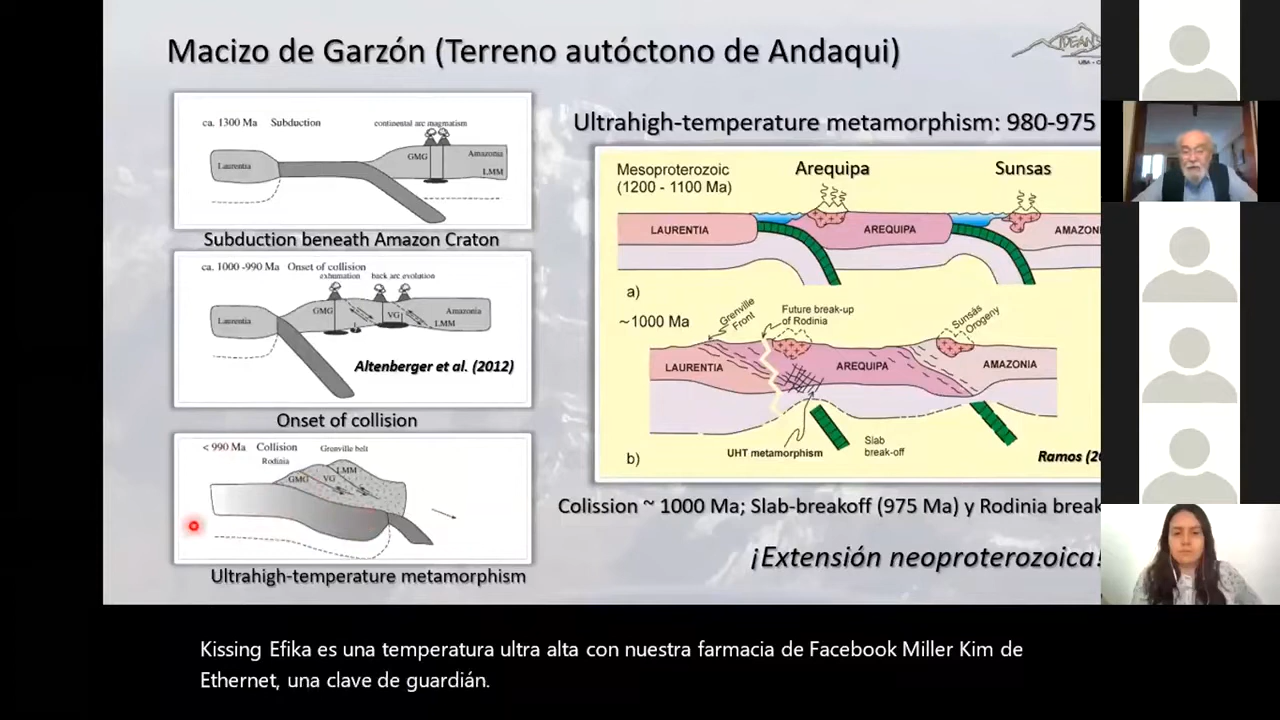 Macizo de Garzón (Terreno autóctono de Andaqui)
IDEAN
UBA - C
ca. 1300 Ma Subduction
continental arc magmatism
Laurentia
GMG
Amazonia
LMM
Subduction beneath Amazon Craton
ca. 1000 -990 Ma Onset of collision
exhumation back arc evolution
GMG
VG
Amazonia
Laurentia
LMM
Altenberger et al. (2012)
Onset of collision
< 990 Ma Collision
Grenville belt
Rodinia
LMM
GMG
VG
Ultrahigh-temperature metamorphism
Ultrahigh-temperature metamorphism: 980-975
Mesoproterozoic
(1200 - 1100 Ma)
Arequipa
Sunsas
LAURENTIA
AREQUIPA
AMAZON
a)
~1000 Ma
Grenville
Front
Future break-up
of Rodinia
Sunsás
Orogeny
LAURENTIA
AREQUIPA
AMAZONIA
UHT metamorphism
Slab
break-off
b)
Ramos (20
Colission ~ 1000 Ma; Slab-breakoff (975 Ma) y Rodinia break
¡Extensión neoproterozoica!
Kissing Efika es una temperatura ultra alta con nuestra farmacia de Facebook Miller Kim de
Ethernet, una clave de guardián.